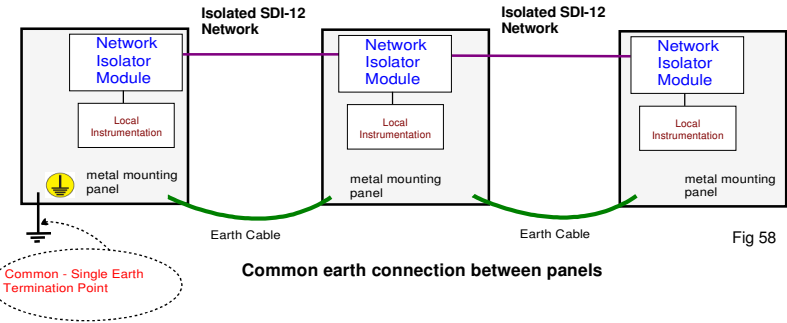 Isolated SDI-12
Network
Isolated SDI-12
Network
Network
Isolator
Module
Network
Isolator
Module
Network
Isolator
Module
Local
Instrumentation
Local
Instrumentation
Local
Instrumentation
metal mounting
panel
metal mounting
panel
metal mounting
panel
Earth Cable
Earth Cable
Fig 58
Common - Single Earth
Termination Point
Common earth connection between panels